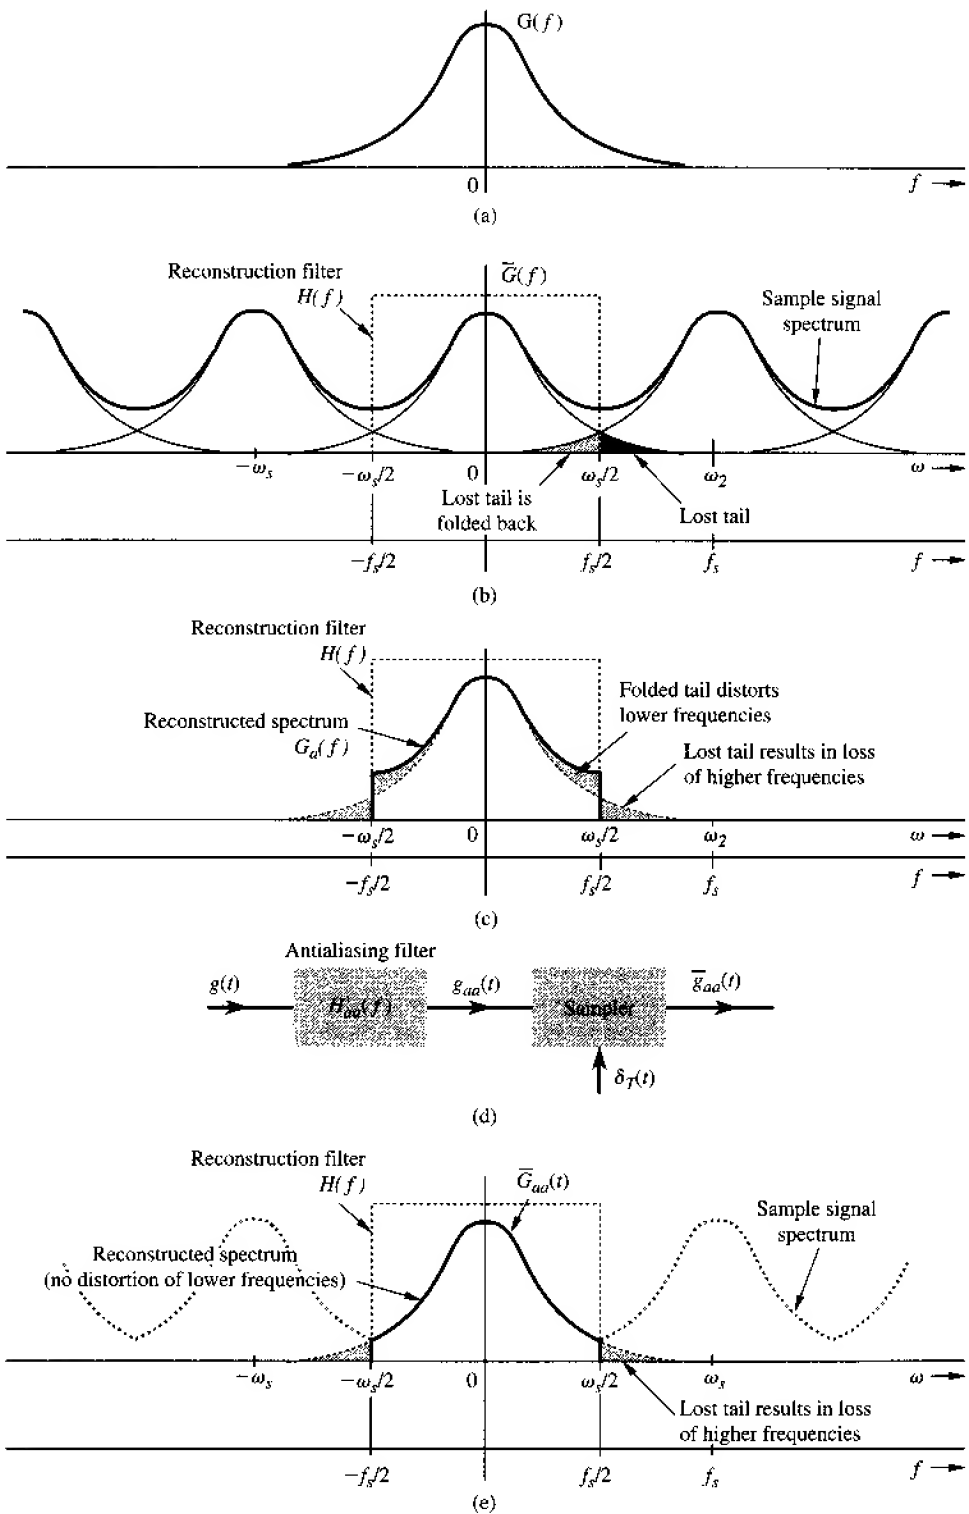 G(f)
0
f
(a)
Reconstruction filter
H(f)
G̅(f)
Sample signal
spectrum
−ωs
−ωs/2
0
ωs/2
ω2
ω
Lost tail is
folded back
Lost tail
−fs/2
fs/2
fs
f
(b)
Reconstruction filter
H(f)
Reconstructed spectrum
Ga(f)
Folded tail distorts
lower frequencies
Lost tail results in loss
of higher frequencies
−ωs/2
0
ωs/2
ω2
ω
−fs/2
fs/2
fs
f
(c)
Antialiasing filter
g(t)
Haa(f)
gaa(t)
Sampler
g̅aa(t)
δT(t)
(d)
Reconstruction filter
H(f)
G̅aa(t)
Sample signal
spectrum
Reconstructed spectrum
(no distortion of lower frequencies)
−ωs
−ωs/2
0
ωs/2
ωs
ω
Lost tail results in loss
of higher frequencies
−fs/2
fs/2
fs
f
(e)